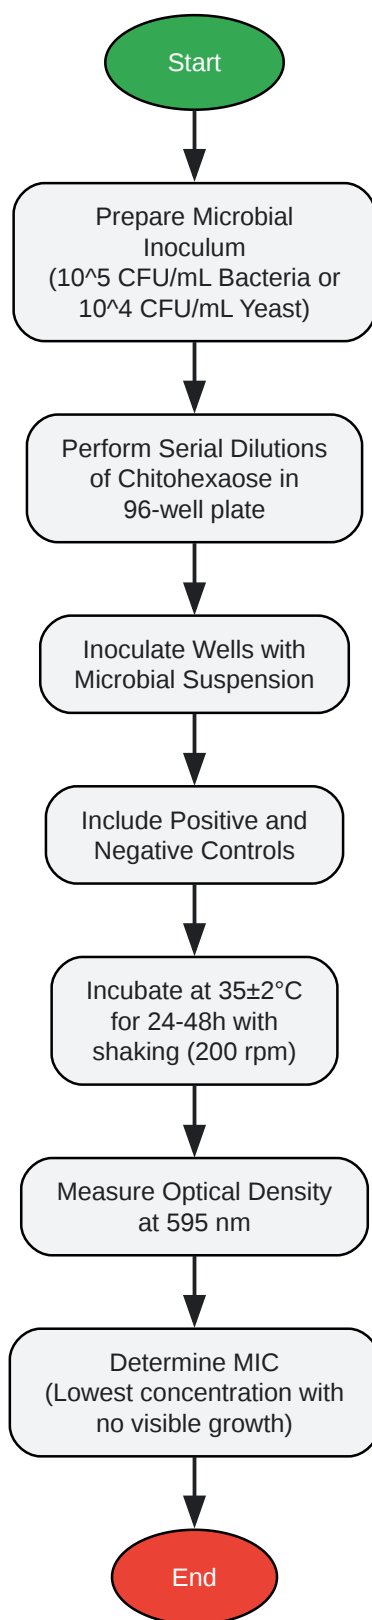 Start
Prepare Microbial
Inoculum
(10^5 CFU/mL Bacteria or
10^4 CFU/mL Yeast)
Perform Serial Dilutions
of Chitohexaose in
96-well plate
Inoculate Wells with
Microbial Suspension
Include Positive and
Negative Controls
Incubate at 35±2°C
for 24-48h with
shaking (200 rpm)
Measure Optical Density
at 595 nm
Determine MIC
(Lowest concentration with
no visible growth)
End